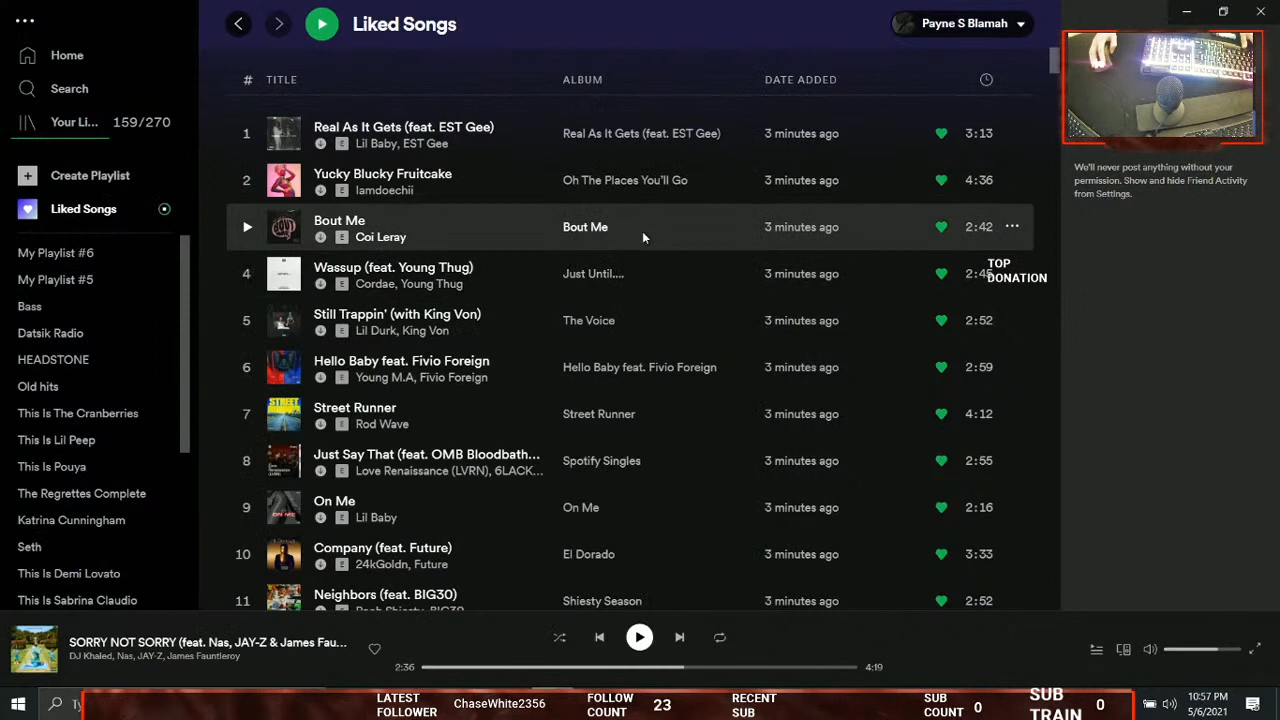 Liked Songs
Payne S Blamah
Home
Search
Your Li... 159/270
Create Playlist
Liked Songs
My Playlist #6
My Playlist #5
Bass
Datsik Radio
HEADSTONE
Old hits
This Is The Cranberries
This Is Lil Peep
This Is Pouya
The Regrettes Complete
Katrina Cunningham
Seth
This Is Demi Lovato
This Is Sabrina Claudio
# TITLE ALBUM DATE ADDED
1 Real As It Gets (feat. EST Gee) Real As It Gets (feat. EST Gee) 3 minutes ago 3:13
E Lil Baby, EST Gee
2 Yucky Blucky Fruitcake Oh The Places You'll Go 3 minutes ago 4:36
E Iamdoechii
Bout Me Bout Me 3 minutes ago 2:42
E Coi Leray
4 Wassup (feat. Young Thug) Just Until.... 3 minutes ago 2:45
E Cordae, Young Thug
5 Still Trappin' (with King Von) The Voice 3 minutes ago 2:52
E Lil Durk, King Von
6 Hello Baby feat. Fivio Foreign Hello Baby feat. Fivio Foreign 3 minutes ago 2:59
E Young M.A, Fivio Foreign
7 Street Runner Street Runner 3 minutes ago 4:12
E Rod Wave
8 Just Say That (feat. OMB Bloodbath... Spotify Singles 3 minutes ago 2:55
E Love Renaissance (LVRN), 6LACK...
9 On Me On Me 3 minutes ago 2:16
E Lil Baby
10 Company (feat. Future) El Dorado 3 minutes ago 3:33
E 24kGoldn, Future
11 Neighbors (feat. BIG30) Shiesty Season 3 minutes ago 2:52
E Pooh Shiesty, BIG30
We'll never post anything without your
permission. Show and hide Friend Activity
from Settings.
TOP
DONATION
SORRY NOT SORRY (feat. Nas, JAY-Z & James Fau...
DJ Khaled, Nas, JAY-Z, James Fauntleroy
2:36 4:19
Ty
LATEST
FOLLOWER
ChaseWhite2356
FOLLOW
COUNT
23
RECENT
SUB
SUB
COUNT
0
SUB
TRAIN
0
10:57 PM
5/6/2021